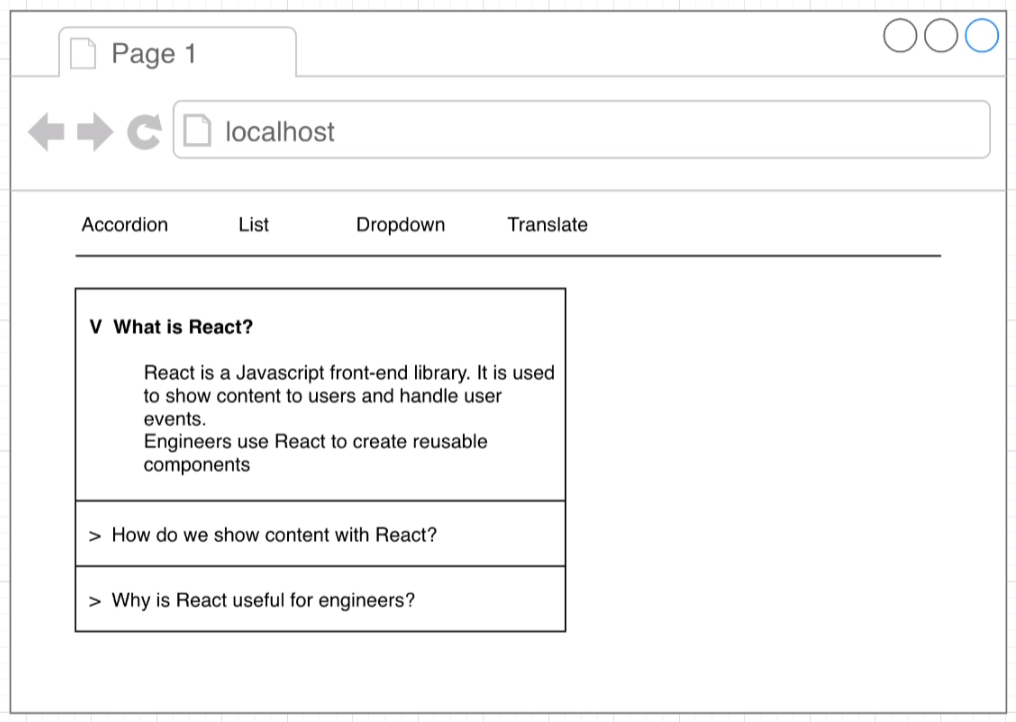 Page 1
localhost
Accordion List Dropdown Translate
V What is React?
React is a Javascript front-end library. It is used
to show content to users and handle user
events.
Engineers use React to create reusable
components
> How do we show content with React?
> Why is React useful for engineers?